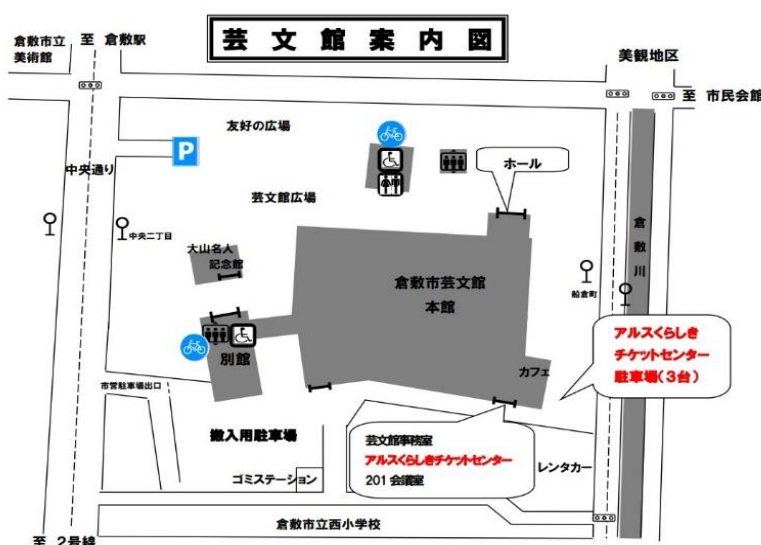 芸文館案内図
倉敷市立
美術館
至 倉敷駅
美観地区
至 市民会館
友好の広場
P
中央通り
ホール
芸文館広場
倉敷川
中央二丁目
大山名人
記念館
倉敷市芸文館
本館
船倉町
別館
アルスくらしき
チケットセンター
駐車場(3台)
カフェ
市営駐車場出口
搬入用駐車場
芸文館事務室
アルスくらしきチケットセンター
201会議室
レンタカー
ゴミステーション
倉敷市立西小学校
至 2号線